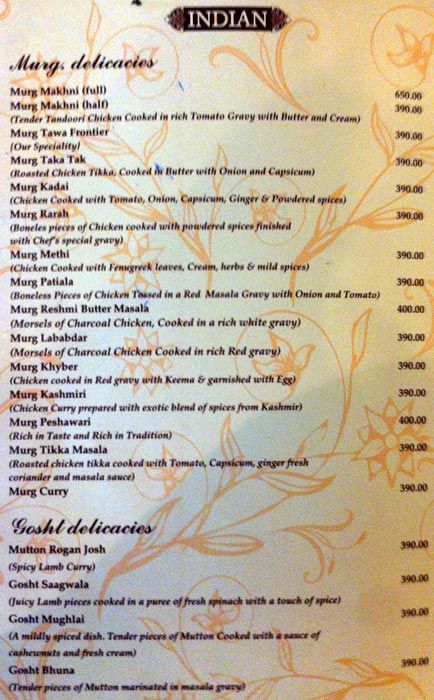 INDIAN
Murg. delicacies
Murg Makhni (full) 650.00
Murg Makhni (half) 390.00
(Tender Tandoori Chicken Cooked in rich Tomato Gravy with Butter and Cream)
Murg Tawa Frontier 390.00
(Our Speciality)
Murg Taka Tak 390.00
(Roasted Chicken Tikka, Cooked in Butter with Onion and Capsicum)
Murg Kadai 390.00
(Chicken Cooked with Tomato, Onion, Capsicum, Ginger & Powdered spices)
Murg Rarah 390.00
(Boneles pieces of Chicken cooked with powdered spices finished
with Chef's special gravy)
Murg Methi 390.00
(Chicken Cooked with Fenugreek leaves, Cream, herbs & mild spices)
Murg Patiala 390.00
(Boneless Pieces of Chicken Tossed in a Red Masala Gravy with Onion and Tomato)
Murg Reshmi Butter Masala 400.00
(Morsels of Charcoal Chicken, Cooked in a rich white gravy)
Murg Lababdar 390.00
(Morsels of Charcoal Chicken Cooked in rich Red gravy)
Murg Khyber 390.00
(Chicken cooked in Red gravy with Keema & garnished with Egg)
Murg Kashmiri 390.00
(Chicken Curry prepared with exotic blend of spices from Kashmir)
Murg Peshawari 400.00
(Rich in Taste and Rich in Tradition)
Murg Tikka Masala 390.00
(Roasted chicken tikka cooked with Tomato, Capsicum, ginger fresh
coriander and masala sauce)
Murg Curry 390.00
Gosht delicacies
Mutton Rogan Josh 390.00
(Spicy Lamb Curry)
Gosht Saagwala 390.00
(Juicy Lamb pieces cooked in a puree of fresh spinach with a touch of spice)
Gosht Mughlai 390.00
(A mildly spiced dish. Tender pieces of Mutton Cooked with a sauce of
cashewnuts and fresh cream)
Gosht Bhuna 390.00
(Tender pieces of Mutton marinated in masala gravy)